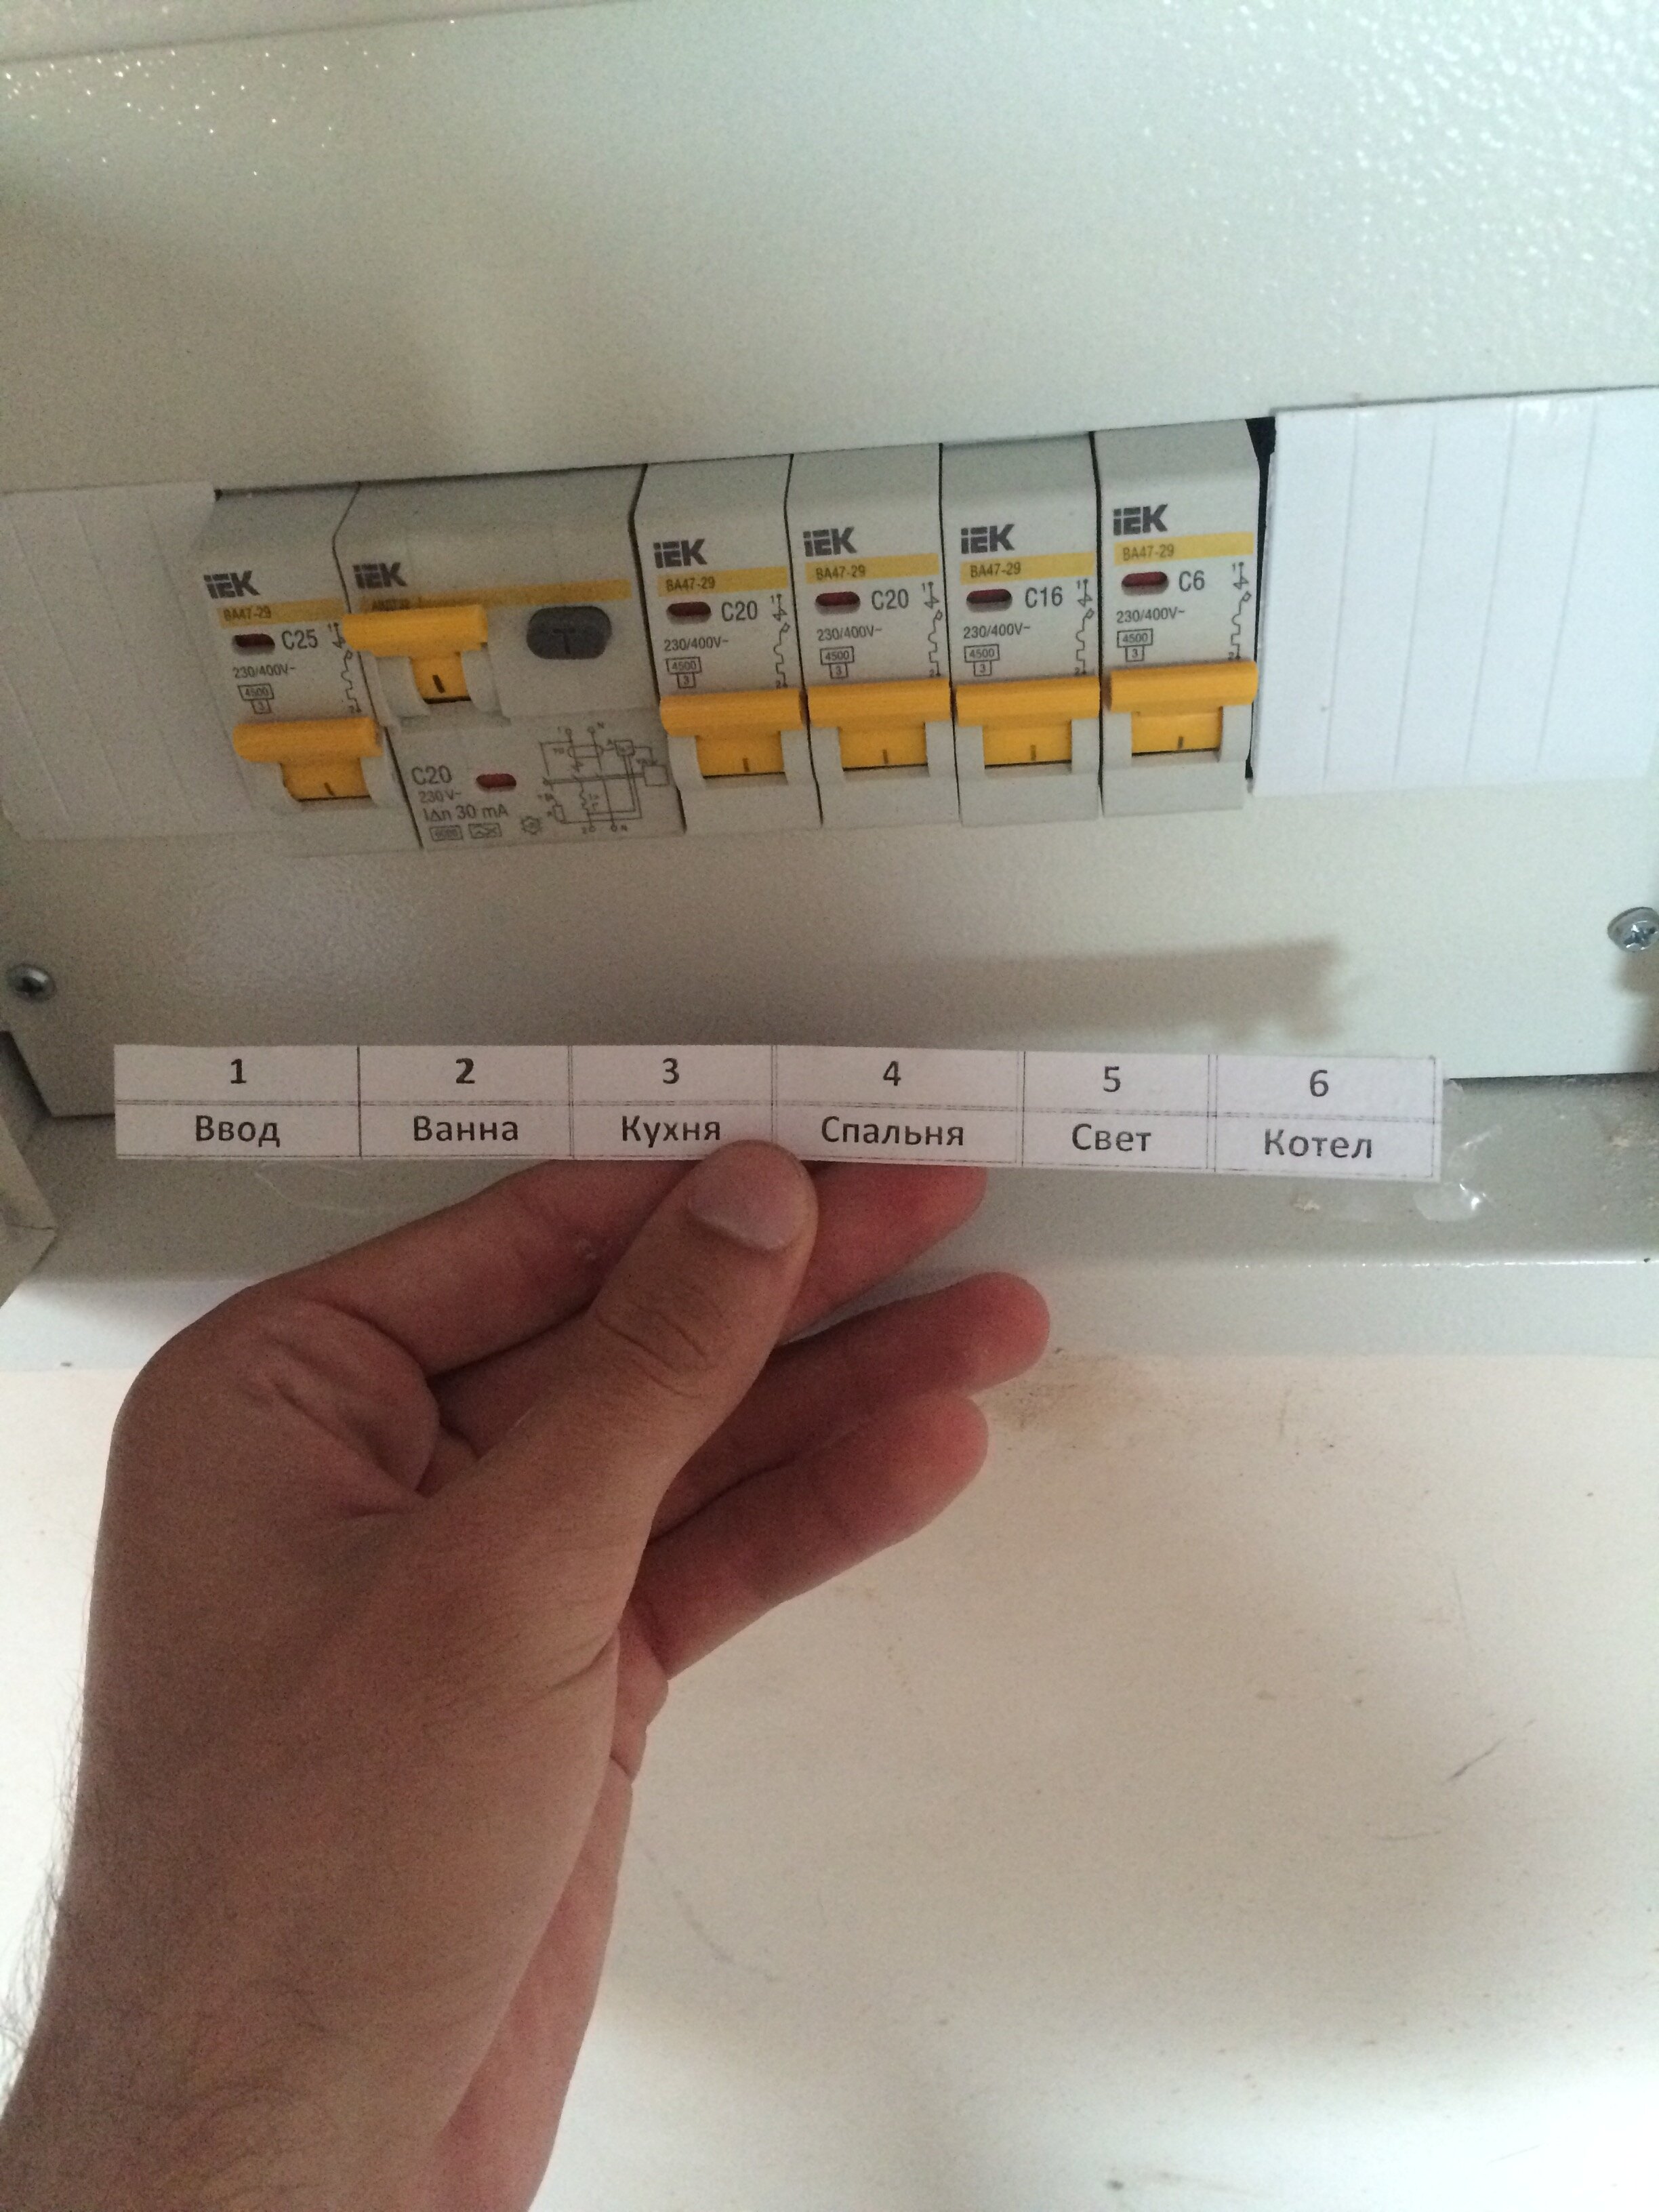 IEK
BA47-29
C25
230/400V~
4500
3
IEK
T
C20
230V~
IΔn 30 mA
IEK
BA47-29
C20
230/400V~
4500
3
IEK
BA47-29
C20
230/400V~
4500
3
IEK
BA47-29
C16
230/400V~
4500
3
IEK
BA47-29
C6
230/400V~
4500
3
1 2 3 4 5 6
Ввод Ванна Кухня Спальня Свет Котел